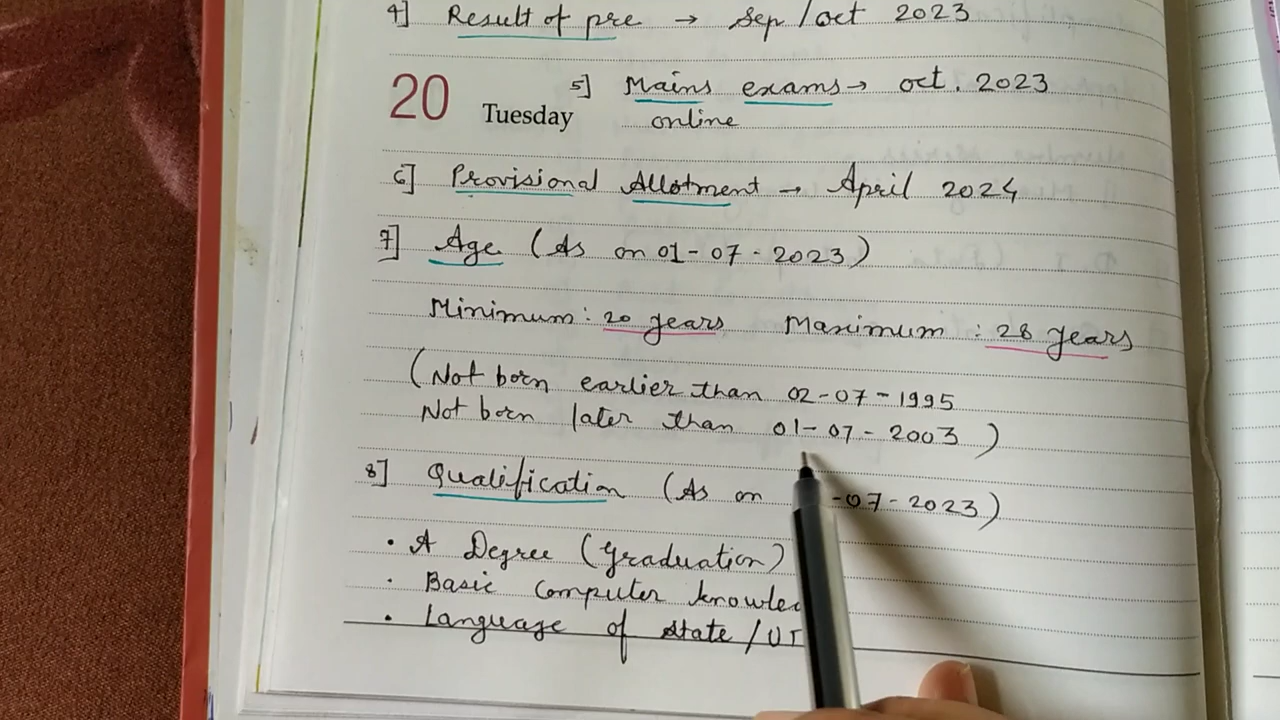 4] Result of pre → Sep/oct 2023
20 Tuesday
5] Mains exams → oct. 2023
online
6] Provisional Allotment → April 2024
7] Age (As on 01-07-2023)
Minimum: 20 years Maximum: 28 years
(Not born earlier than 02-07-1995
Not born later than 01-07-2003)
8] Qualification (As on -07-2023)
• A Degree (Graduation)
• Basic Computer knowled
• Language of state/UT